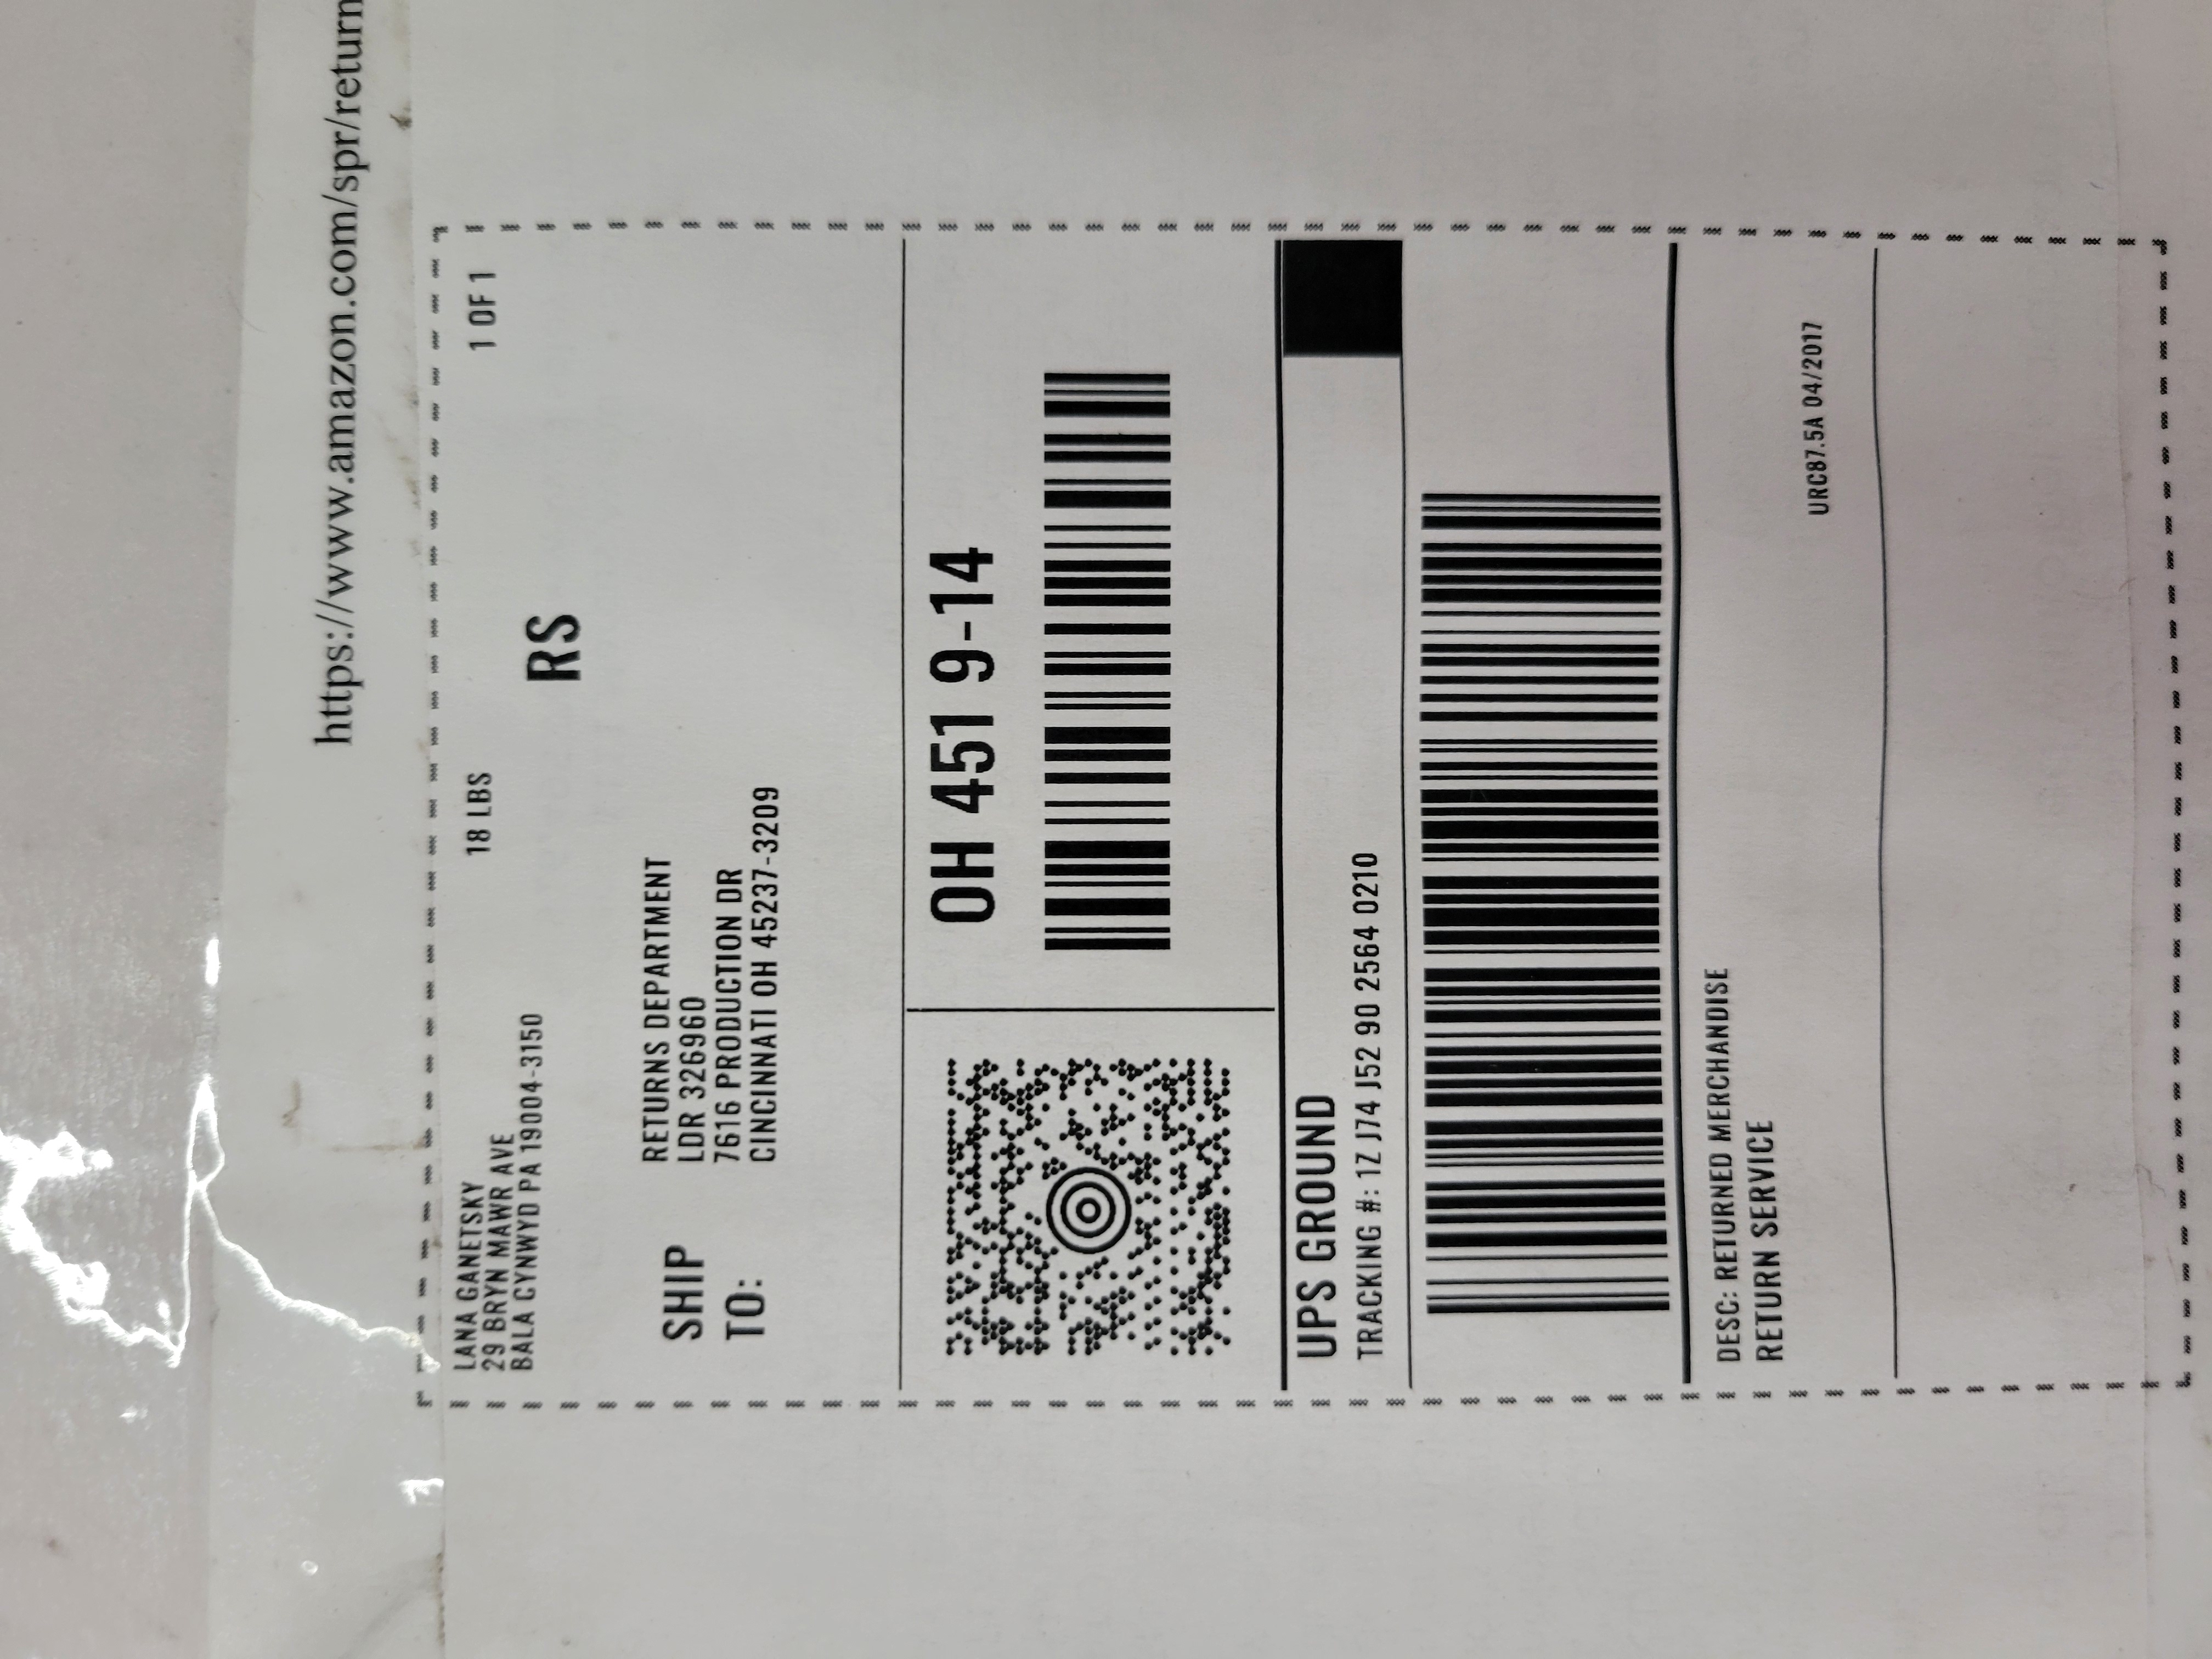 https://www.amazon.com/spr/return
LANA GANETSKY
29 BRYN MAWR AVE
BALA CYNWYD PA 19004-3150
18 LBS
1 OF 1
RS
SHIP
TO:
RETURNS DEPARTMENT
LDR 326960
7616 PRODUCTION DR
CINCINNATI OH 45237-3209
OH 451 9-14
UPS GROUND
TRACKING #: 1Z J74 J52 90 2564 0210
DESC: RETURNED MERCHANDISE
RETURN SERVICE
URC87.5A 04/2017